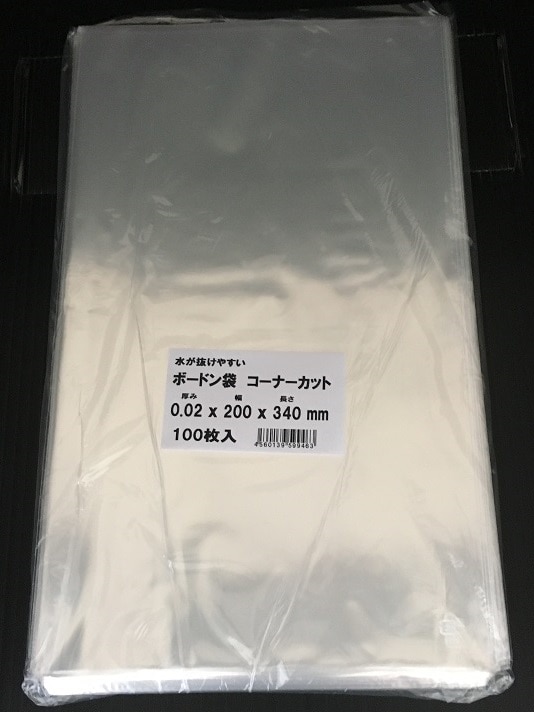 水が抜けやすい
ボードン袋 コーナーカット
厚み 幅 長さ
0.02 x 200 x 340 mm
100枚入
4560139599463